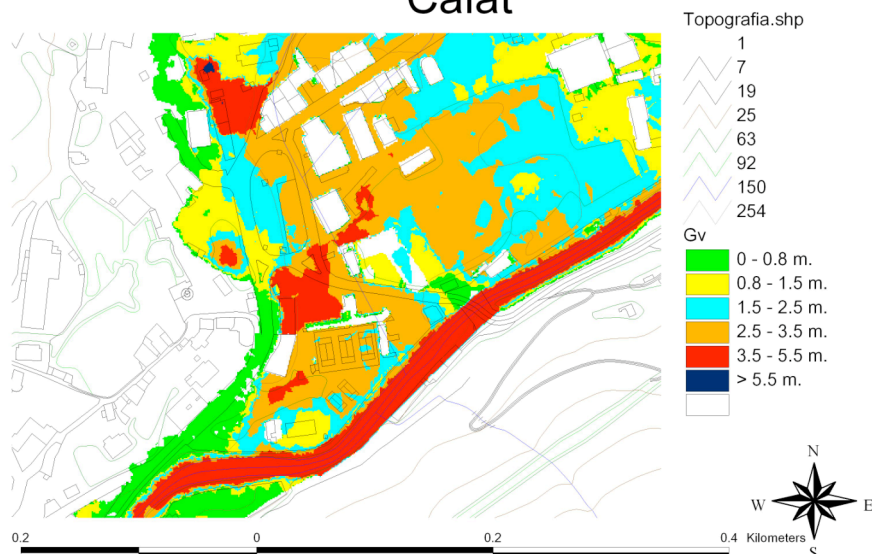 Calat
Topografia.shp
1
7
19
25
63
92
150
254
Gv
0 - 0.8 m.
0.8 - 1.5 m.
1.5 - 2.5 m.
2.5 - 3.5 m.
3.5 - 5.5 m.
> 5.5 m.
N
W E
S
0.2 0 0.2 0.4 Kilometers